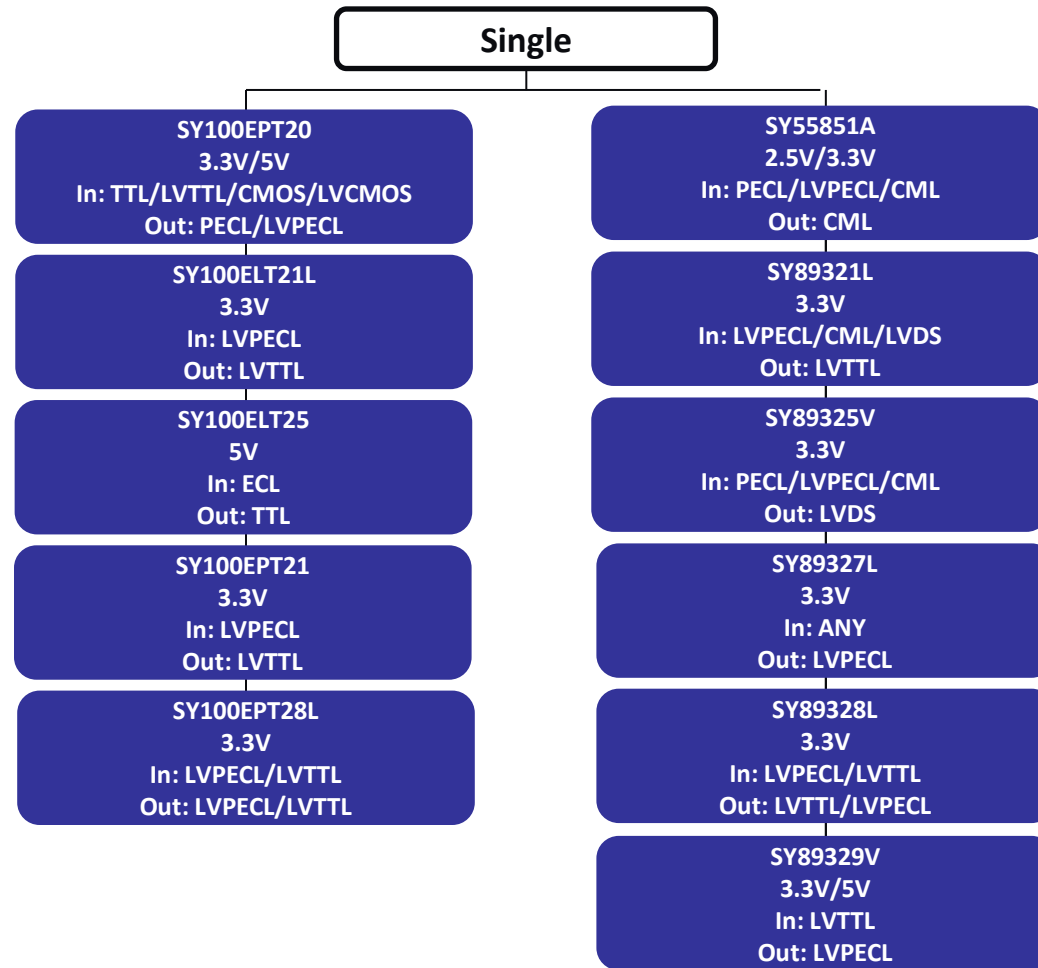 Single
SY100EPT20
3.3V/5V
In: TTL/LVTTL/CMOS/LVCMOS
Out: PECL/LVPECL
SY100ELT21L
3.3V
In: LVPECL
Out: LVTTL
SY100ELT25
5V
In: ECL
Out: TTL
SY100EPT21
3.3V
In: LVPECL
Out: LVTTL
SY100EPT28L
3.3V
In: LVPECL/LVTTL
Out: LVPECL/LVTTL
SY55851A
2.5V/3.3V
In: PECL/LVPECL/CML
Out: CML
SY89321L
3.3V
In: LVPECL/CML/LVDS
Out: LVTTL
SY89325V
3.3V
In: PECL/LVPECL/CML
Out: LVDS
SY89327L
3.3V
In: ANY
Out: LVPECL
SY89328L
3.3V
In: LVPECL/LVTTL
Out: LVTTL/LVPECL
SY89329V
3.3V/5V
In: LVTTL
Out: LVPECL